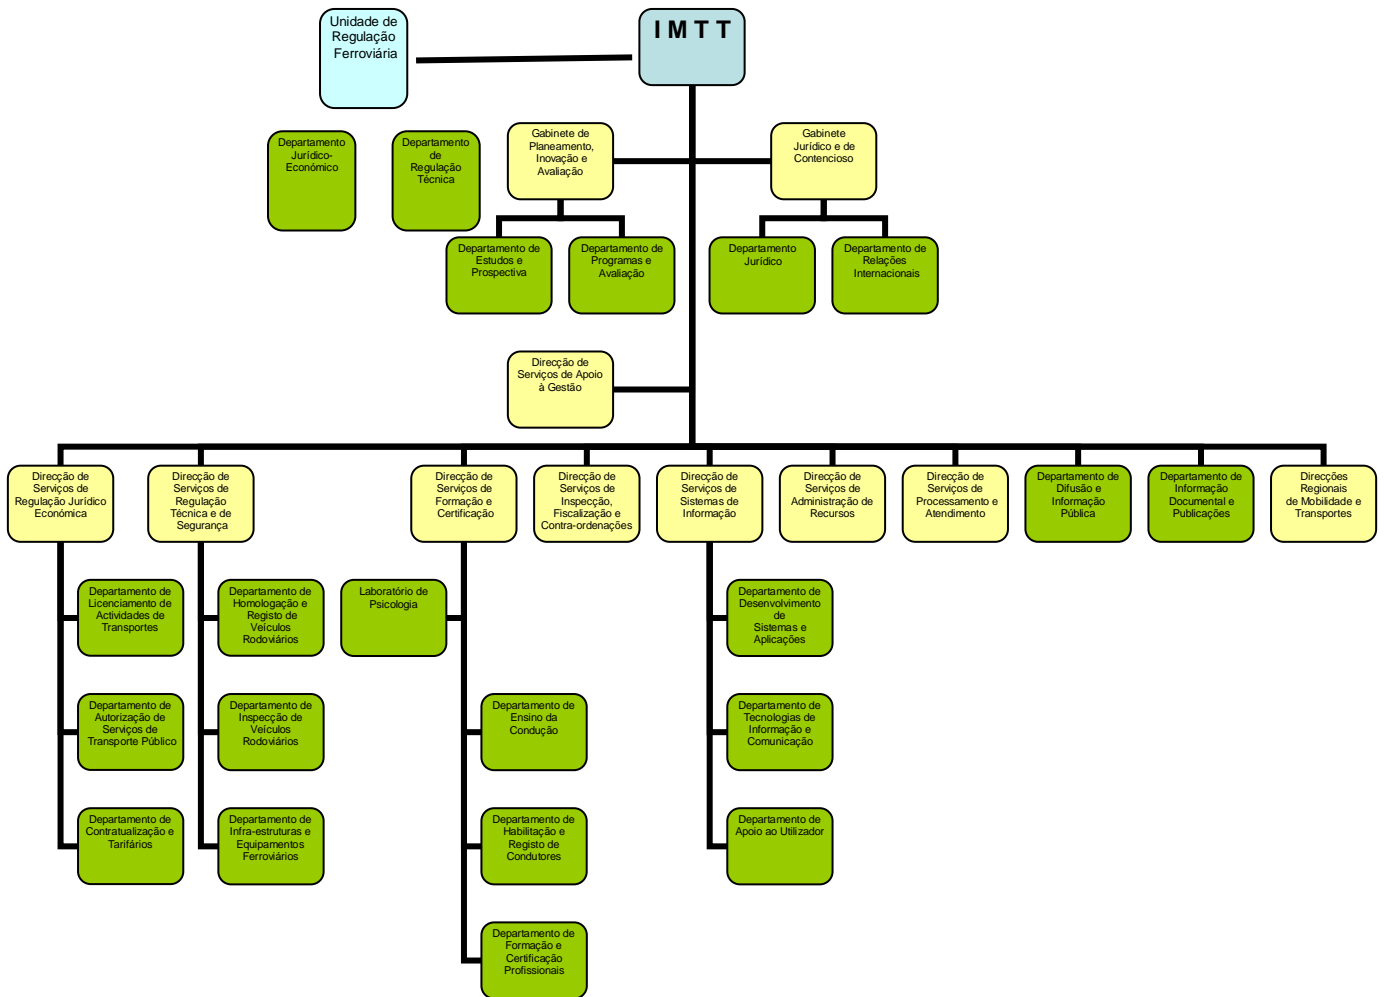 Unidade de
Regulação
Ferroviária
I M T T
Departamento
Jurídico-
Económico
Departamento
de
Regulação
Técnica
Gabinete de
Planeamento,
Inovação e
Avaliação
Gabinete
Jurídico e de
Contencioso
Departamento de
Estudos e
Prospectiva
Departamento de
Programas e
Avaliação
Departamento
Jurídico
Departamento de
Relações
Internacionais
Direcção de
Serviços de Apoio
à Gestão
Direcção de
Serviços de
Regulação Jurídico
Económica
Direcção de
Serviços de
Regulação
Técnica e de
Segurança
Direcção de
Serviços de
Formação e
Certificação
Direcção de
Serviços de
Inspecção,
Fiscalização e
Contra-ordenações
Direcção de
Serviços de
Sistemas de
Informação
Direcção de
Serviços de
Administração de
Recursos
Direcção de
Serviços de
Processamento e
Atendimento
Departamento de
Difusão e
Informação
Pública
Departamento de
Informação
Documental e
Publicações
Direcções
Regionais
de Mobilidade e
Transportes
Departamento de
Licenciamento de
Actividades de
Transportes
Departamento de
Homologação e
Registo de
Veículos
Rodoviários
Laboratório de
Psicologia
Departamento de
Desenvolvimento
de
Sistemas e
Aplicações
Departamento de
Autorização de
Serviços de
Transporte Público
Departamento de
Inspecção de
Veículos
Rodoviários
Departamento de
Ensino da
Condução
Departamento de
Tecnologias de
Informação e
Comunicação
Departamento de
Contratualização e
Tarifários
Departamento de
Infra-estruturas e
Equipamentos
Ferroviários
Departamento de
Habilitação e
Registo de
Condutores
Departamento de
Apoio ao Utilizador
Departamento de
Formação e
Certificação
Profissionais